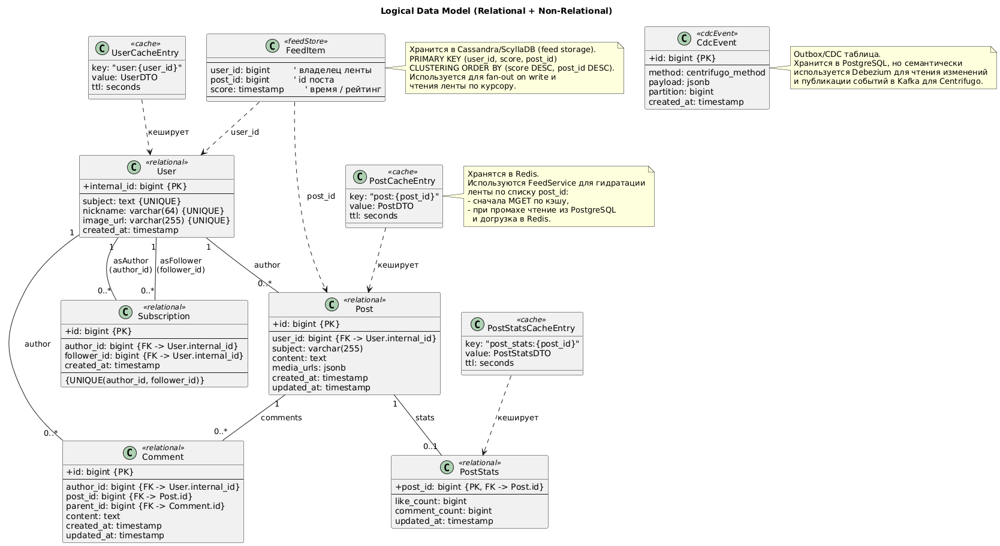 Logical Data Model (Relational + Non-Relational)
«cache»
UserCacheEntry
key: "user:{user_id}"
value: UserDTO
ttl: seconds
«feedStore»
FeedItem
user_id: bigint ' владелец ленты
post_id: bigint ' id поста
score: timestamp ' время / рейтинг
Хранится в Cassandra/ScyllaDB (feed storage).
PRIMARY KEY (user_id, score, post_id)
CLUSTERING ORDER BY (score DESC, post_id DESC).
Используется для fan-out on write и
чтения ленты по курсору.
«cdcEvent»
CdcEvent
+id: bigint {PK}
method: centrifugo_method
payload: jsonb
partition: bigint
created_at: timestamp
Outbox/CDC таблица.
Хранится в PostgreSQL, но семантически
используется Debezium для чтения изменений
и публикации событий в Kafka для Centrifugo.
кеширует
user_id
post_id
«relational»
User
+internal_id: bigint {PK}
subject: text {UNIQUE}
nickname: varchar(64) {UNIQUE}
image_url: varchar(255) {UNIQUE}
created_at: timestamp
«cache»
PostCacheEntry
key: "post:{post_id}"
value: PostDTO
ttl: seconds
Хранятся в Redis.
Используются FeedService для гидратации
ленты по списку post_id:
- сначала MGET по кэшу,
- при промахе чтение из PostgreSQL
и догрузка в Redis.
1
1
1
1
asAuthor
(author_id)
asFollower
(follower_id)
author
кеширует
0..*
0..*
0..*
«relational»
Subscription
+id: bigint {PK}
author_id: bigint {FK -> User.internal_id}
follower_id: bigint {FK -> User.internal_id}
created_at: timestamp
{UNIQUE(author_id, follower_id)}
«relational»
Post
+id: bigint {PK}
user_id: bigint {FK -> User.internal_id}
subject: varchar(255)
content: text
media_urls: jsonb
created_at: timestamp
updated_at: timestamp
«cache»
PostStatsCacheEntry
key: "post_stats:{post_id}"
value: PostStatsDTO
ttl: seconds
author
1
1
comments
stats
кеширует
0..*
0..*
0..1
«relational»
Comment
+id: bigint {PK}
author_id: bigint {FK -> User.internal_id}
post_id: bigint {FK -> Post.id}
parent_id: bigint {FK -> Comment.id}
content: text
created_at: timestamp
updated_at: timestamp
«relational»
PostStats
+post_id: bigint {PK, FK -> Post.id}
like_count: bigint
comment_count: bigint
updated_at: timestamp